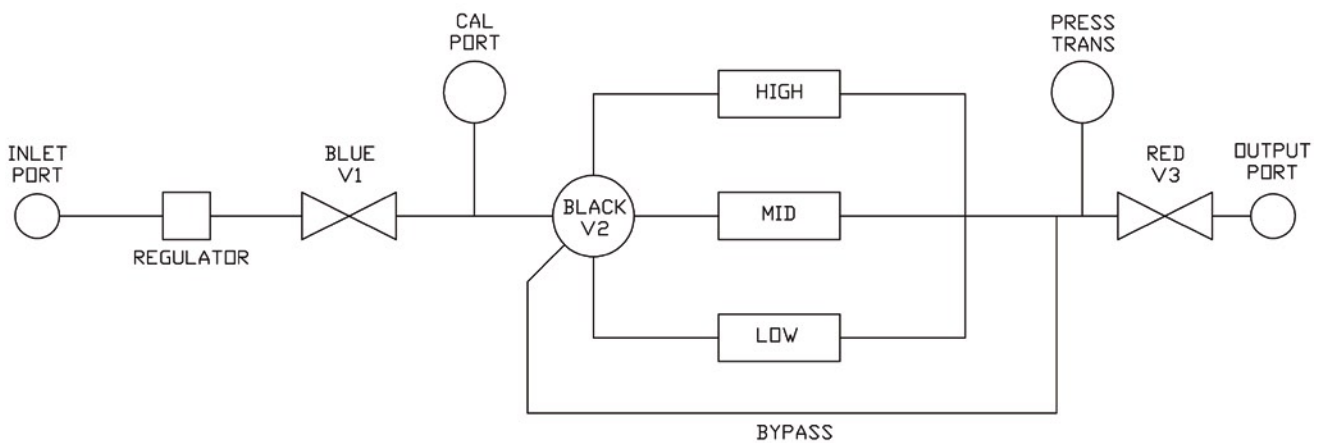 CAL
PORT
PRESS
TRANS
HIGH
INLET
PORT
BLUE
V1
RED
V3
OUTPUT
PORT
BLACK
V2
MID
REGULATOR
LOW
BYPASS